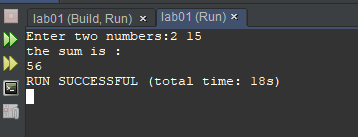 lab01 (Build, Run) × lab01 (Run) ×
Enter two numbers:2 15
the sum is :
56
RUN SUCCESSFUL (total time: 18s)